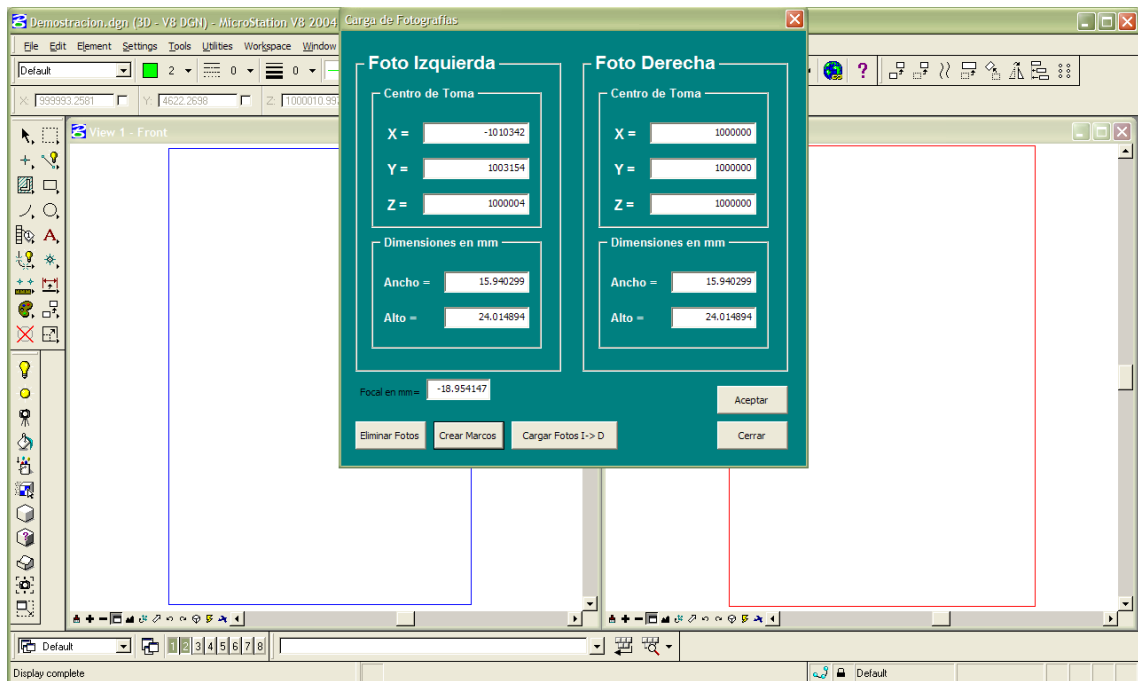 Demostracion.dgn (3D - V8 DGN) - MicroStation V8 2004
File Edit Element Settings Tools Utilities Workspace Window
Default 2 0 0
X: 999993.2581 Y: 4622.2698 Z: 1000010.99
View 1 - Front
Carga de Fotografías
Foto Izquierda
Centro de Toma
X = -1010342
Y = 1003154
Z = 1000004
Dimensiones en mm
Ancho = 15.940299
Alto = 24.014894
Foto Derecha
Centro de Toma
X = 1000000
Y = 1000000
Z = 1000000
Dimensiones en mm
Ancho = 15.940299
Alto = 24.014894
Focal en mm= -18.954147
Aceptar
Eliminar Fotos Crear Marcos Cargar Fotos I-> D Cerrar
Default 1 2 3 4 5 6 7 8
Display complete Default